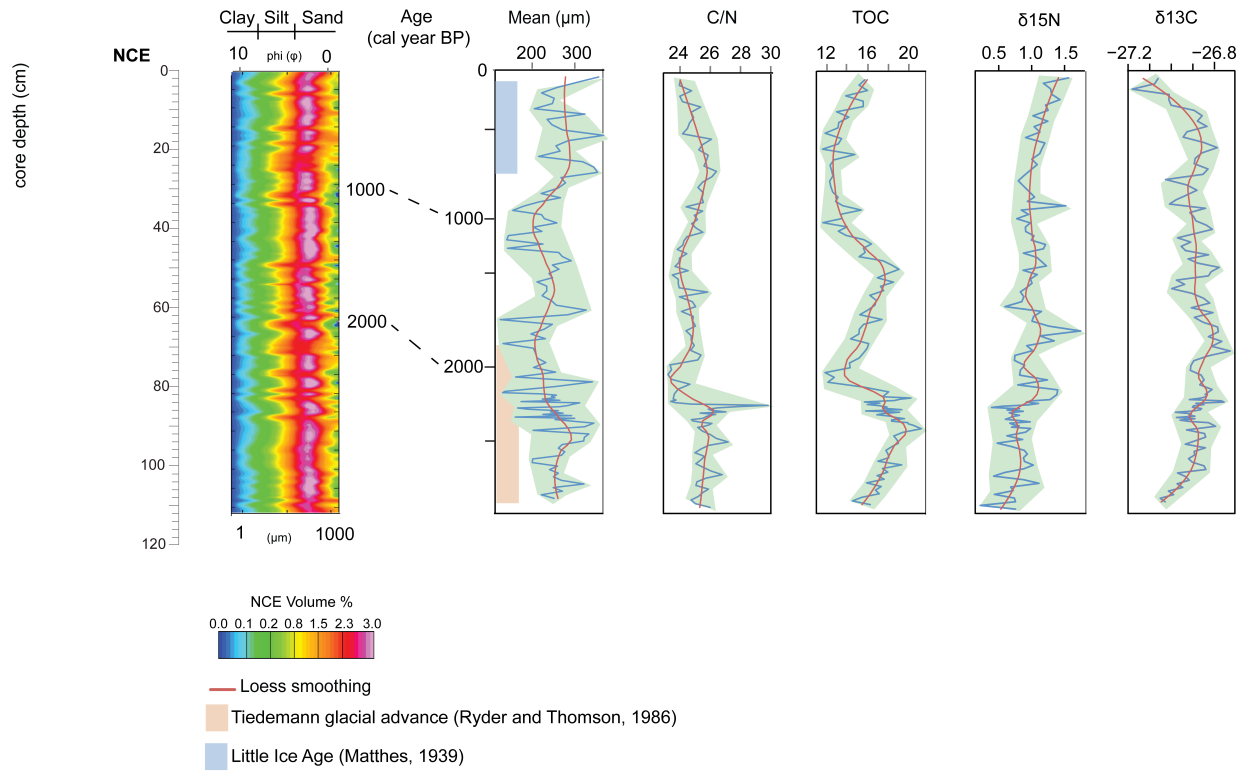 Clay Silt Sand
Age
(cal year BP)
Mean (µm)
C/N
TOC
δ15N
δ13C
NCE
10 phi (φ) 0
200 300
24 26 28 30
12 16 20
0.5 1.0 1.5
−27.2 −26.8
core depth (cm)
0
20
40
60
80
100
120
1000
2000
0
1000
2000
1 (µm) 1000
NCE Volume %
0.0 0.1 0.2 0.8 1.5 2.3 3.0
Loess smoothing
Tiedemann glacial advance (Ryder and Thomson, 1986)
Little Ice Age (Matthes, 1939)